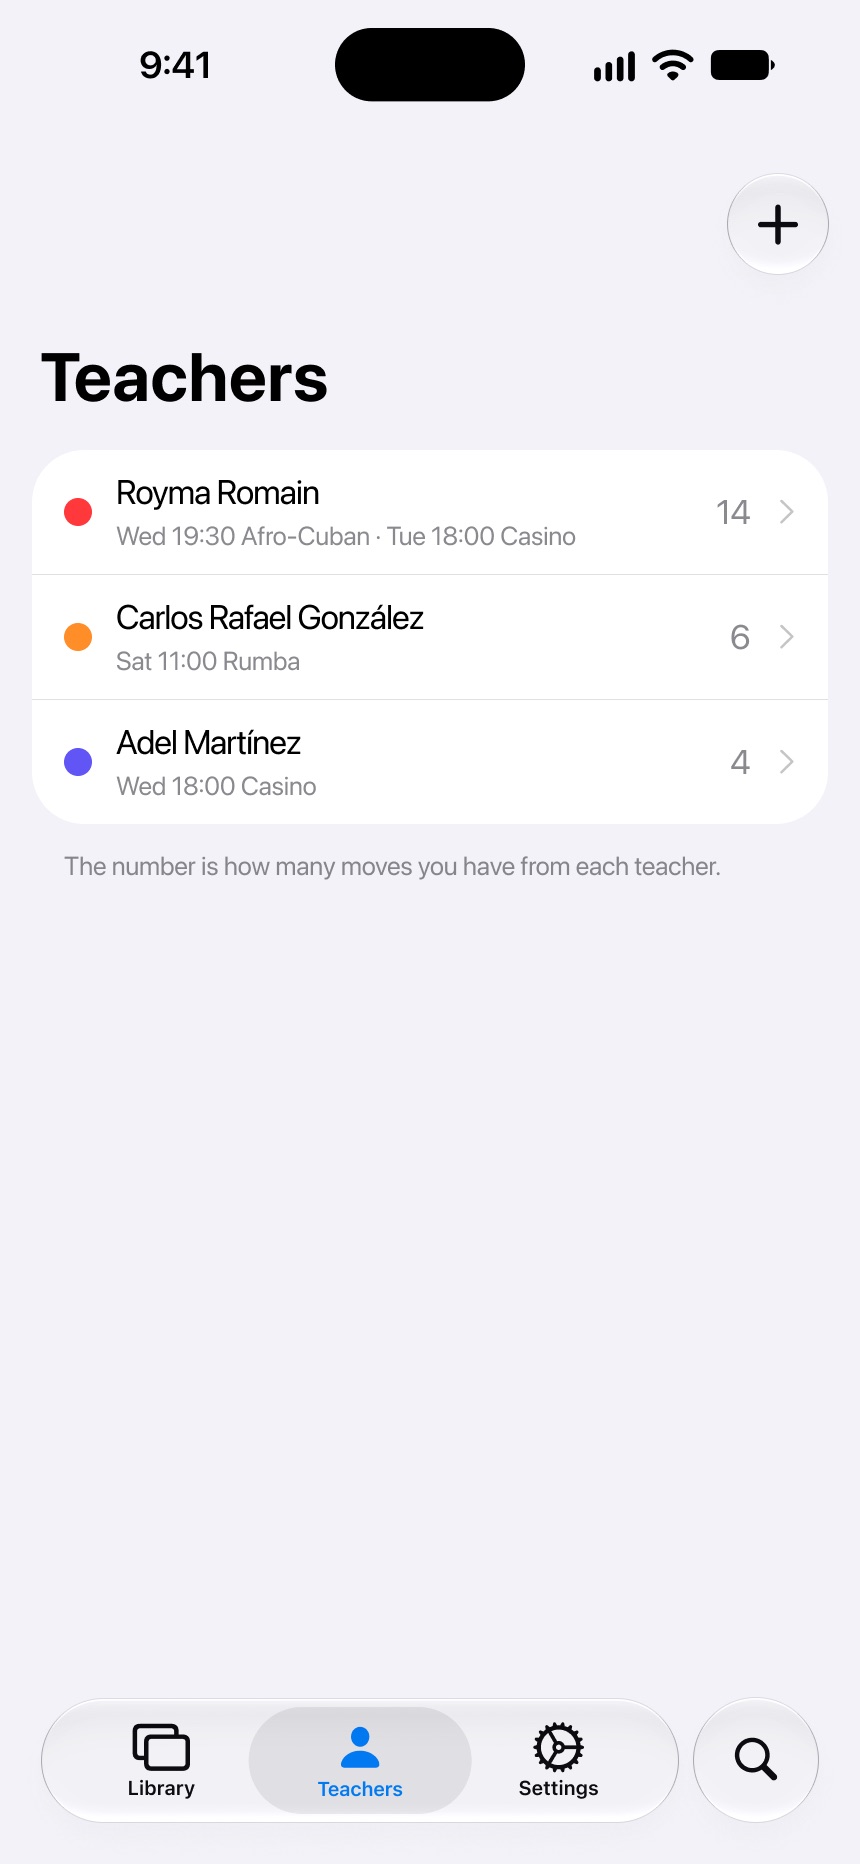 9:41
Teachers
Royma Romain
Wed 19:30 Afro-Cuban · Tue 18:00 Casino
14
Carlos Rafael González
Sat 11:00 Rumba
6
Adel Martínez
Wed 18:00 Casino
4
The number is how many moves you have from each teacher.
Library
Teachers
Settings